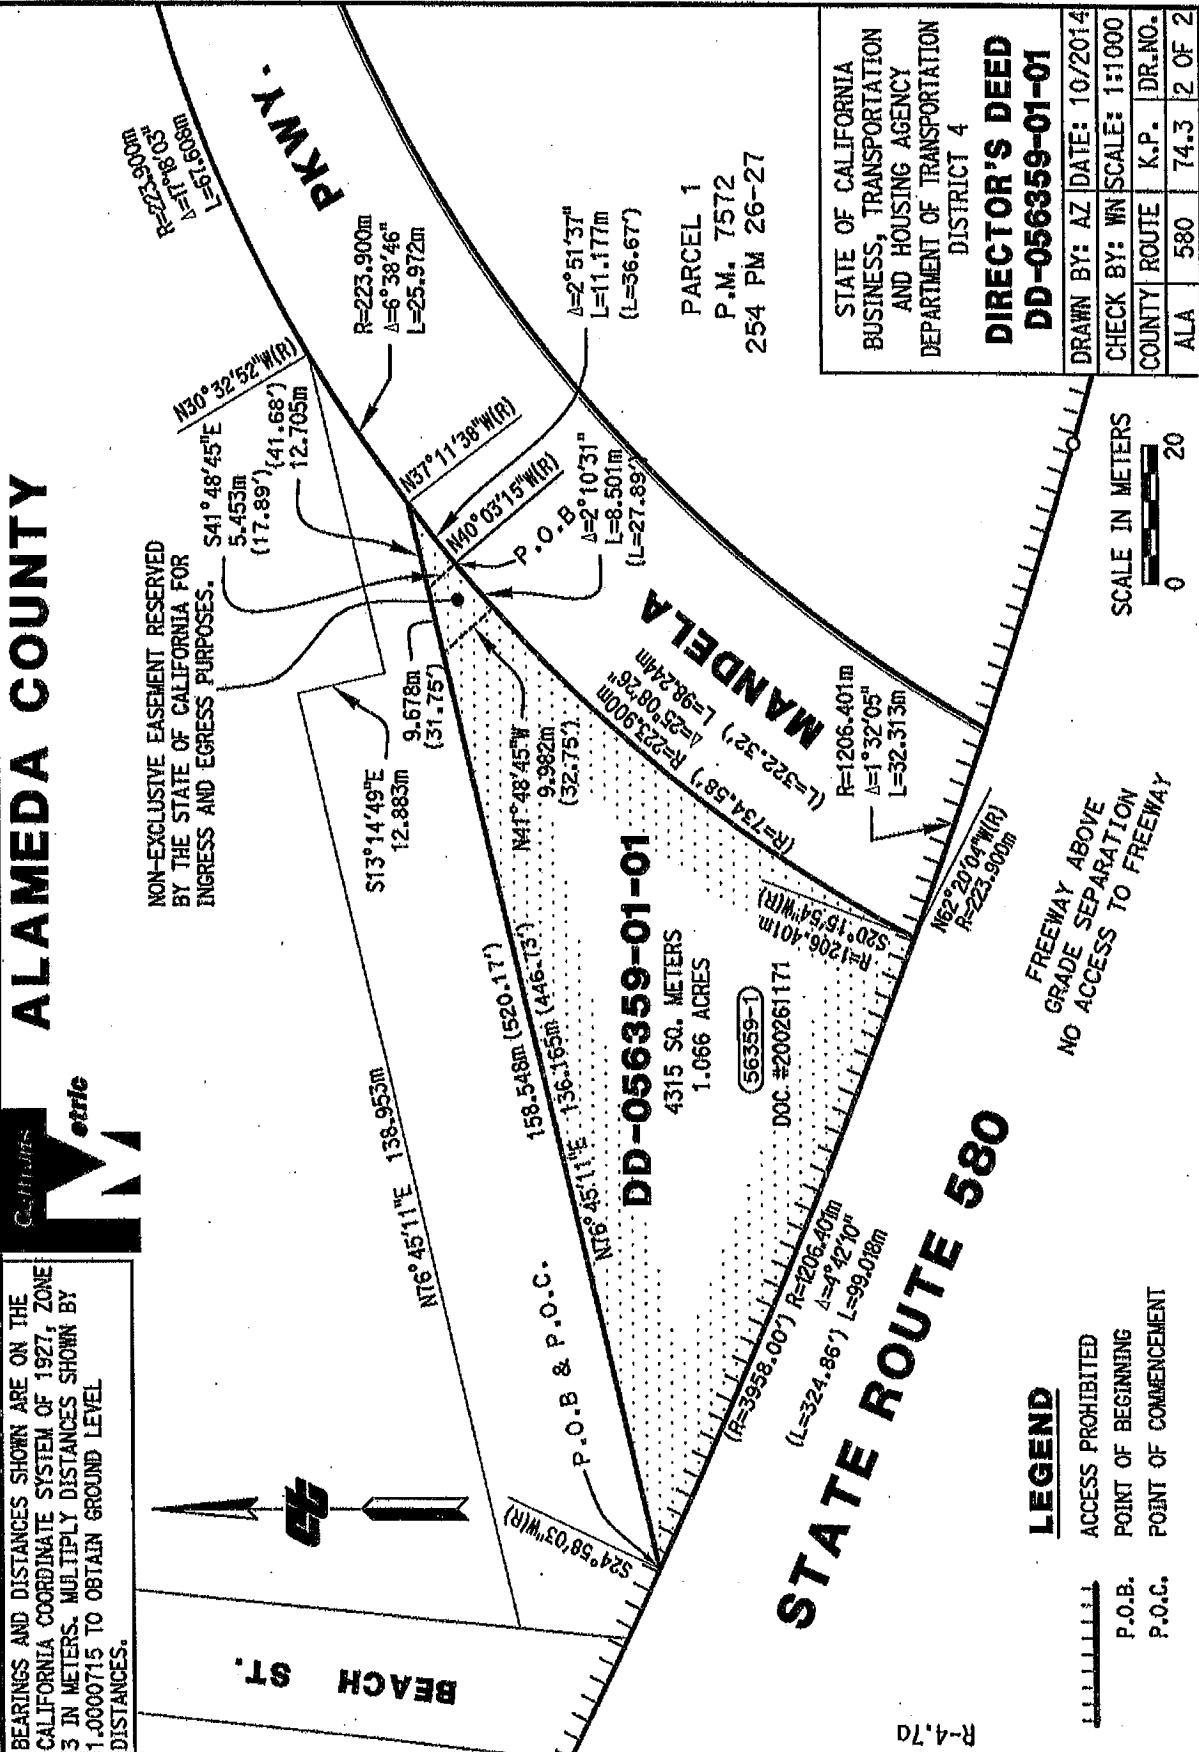 BEARINGS AND DISTANCES SHOWN ARE ON THE
CALIFORNIA COORDINATE SYSTEM OF 1927, ZONE
3 IN METERS. MULTIPLY DISTANCES SHOWN BY
1.0000715 TO OBTAIN GROUND LEVEL
DISTANCES.
Caltrans
Metric
ALAMEDA COUNTY
NON-EXCLUSIVE EASEMENT RESERVED
BY THE STATE OF CALIFORNIA FOR
INGRESS AND EGRESS PURPOSES.
S41°48'45"E
5.453m
(17.89')
(41.68')
12.705m
N30°32'52"W(R)
R=223.900m
Δ=17°18'03"
L=67.608m
PKWY.
R=223.900m
Δ=6°38'46"
L=25.972m
N37°11'38"W(R)
N40°03'15"W(R)
P.O.B
Δ=2°51'37"
L=11.177m
(L=36.67')
Δ=2°10'31"
L=8.501m
(L=27.89')
PARCEL 1
P.M. 7572
254 PM 26-27
S13°14'49"E
12.883m
9.678m
(31.75')
N41°48'45"W
9.982m
(32.75')
N76°45'11"E 138.953m
158.548m (520.17')
N76°45'11"E 136.165m (446.73')
DD-056359-01-01
4315 SQ. METERS
1.066 ACRES
56359-1
DOC. #200261171
MANDELA
(R=734.58') R=223.900m
Δ=25°08'26"
(L=322.32') L=98.244m
R=1206.401m
S20°15'54"W(R)
R=1206.401m
Δ=1°32'05"
L=32.313m
N62°20'04"W(R)
R=223.900m
FREEWAY ABOVE
GRADE SEPARATION
NO ACCESS TO FREEWAY
P.O.B & P.O.C.
S24°58'03"W(R)
(R=3958.00') R=1206.401m
Δ=4°42'10"
(L=324.86') L=99.018m
STATE ROUTE 580
BEACH ST.
LEGEND
ACCESS PROHIBITED
P.O.B. POINT OF BEGINNING
P.O.C. POINT OF COMMENCEMENT
R-4.7a
SCALE IN METERS
0 20
STATE OF CALIFORNIA
BUSINESS, TRANSPORTATION
AND HOUSING AGENCY
DEPARTMENT OF TRANSPORTATION
DISTRICT 4
DIRECTOR'S DEED
DD-056359-01-01
DRAWN BY: AZ DATE: 10/2014
CHECK BY: WN SCALE: 1:1000
COUNTY ROUTE K.P. DR.NO.
ALA 580 74.3 2 OF 2
ct